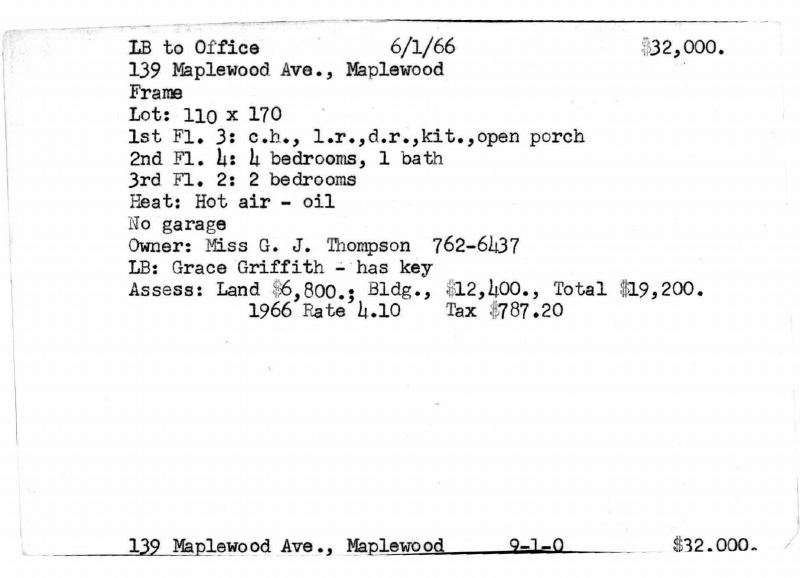 LB to Office 6/1/66 $32,000.
139 Maplewood Ave., Maplewood
Frame
Lot: 110 x 170
1st Fl. 3: c.h., l.r.,d.r.,kit.,open porch
2nd Fl. 4: 4 bedrooms, 1 bath
3rd Fl. 2: 2 bedrooms
Heat: Hot air - oil
No garage
Owner: Miss G. J. Thompson 762-6437
LB: Grace Griffith - has key
Assess: Land $6,800.; Bldg., $12,400., Total $19,200.
1966 Rate 4.10 Tax $787.20
139 Maplewood Ave., Maplewood 9-1-0 $32.000.